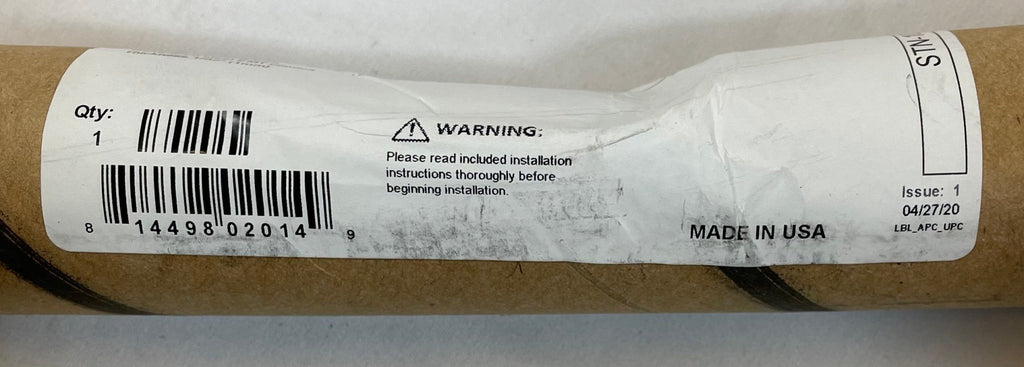 Qty:
1
8 14498 02014 9
WARNING:
Please read included installation
instructions thoroughly before
beginning installation.
MADE IN USA
STN-
Issue: 1
04/27/20
LBL_APC_UPC